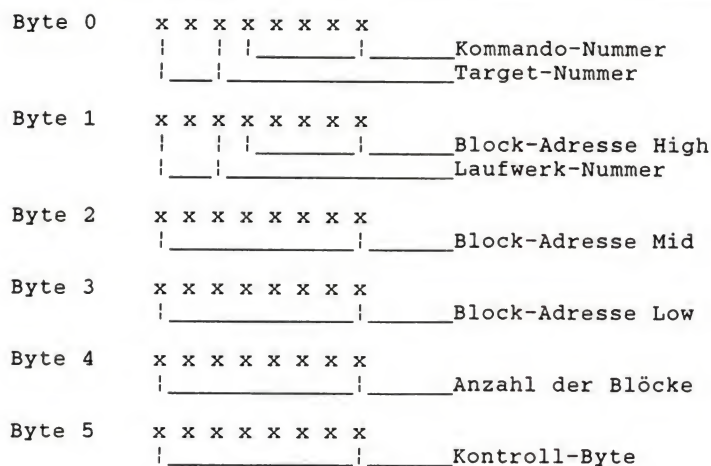 Byte 0 x x x x x x x x
Kommando-Nummer
Target-Nummer
Byte 1 x x x x x x x x
Block-Adresse High
Laufwerk-Nummer
Byte 2 x x x x x x x x
Block-Adresse Mid
Byte 3 x x x x x x x x
Block-Adresse Low
Byte 4 x x x x x x x x
Anzahl der Blöcke
Byte 5 x x x x x x x x
Kontroll-Byte